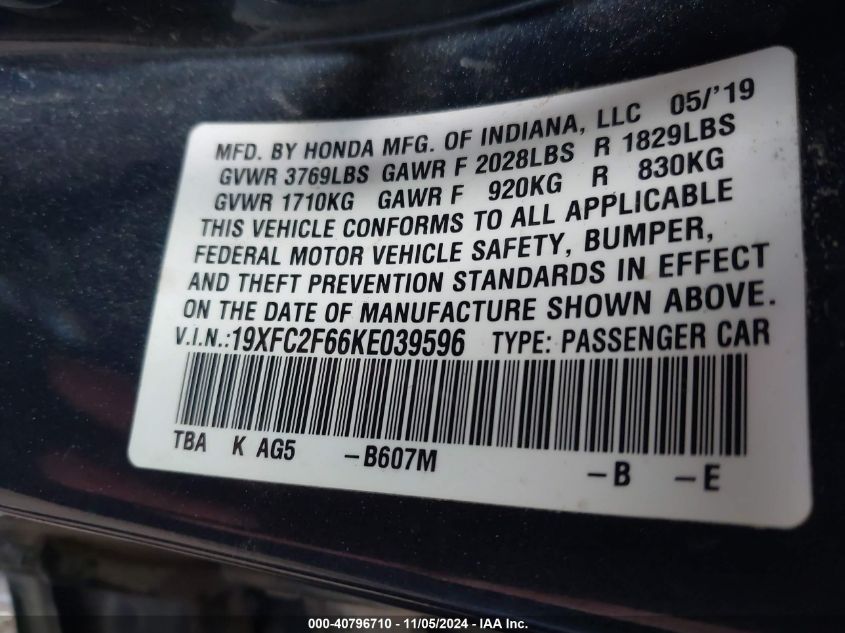 MFD. BY HONDA MFG. OF INDIANA, LLC 05/'19
GVWR 3769LBS GAWR F 2028LBS R 1829LBS
GVWR 1710KG GAWR F 920KG R 830KG
THIS VEHICLE CONFORMS TO ALL APPLICABLE
FEDERAL MOTOR VEHICLE SAFETY, BUMPER,
AND THEFT PREVENTION STANDARDS IN EFFECT
ON THE DATE OF MANUFACTURE SHOWN ABOVE.
V.I.N.:19XFC2F66KE039596 TYPE: PASSENGER CAR
TBA K AG5 -B607M -B -E
000-40796710 - 11/05/2024 - IAA Inc.